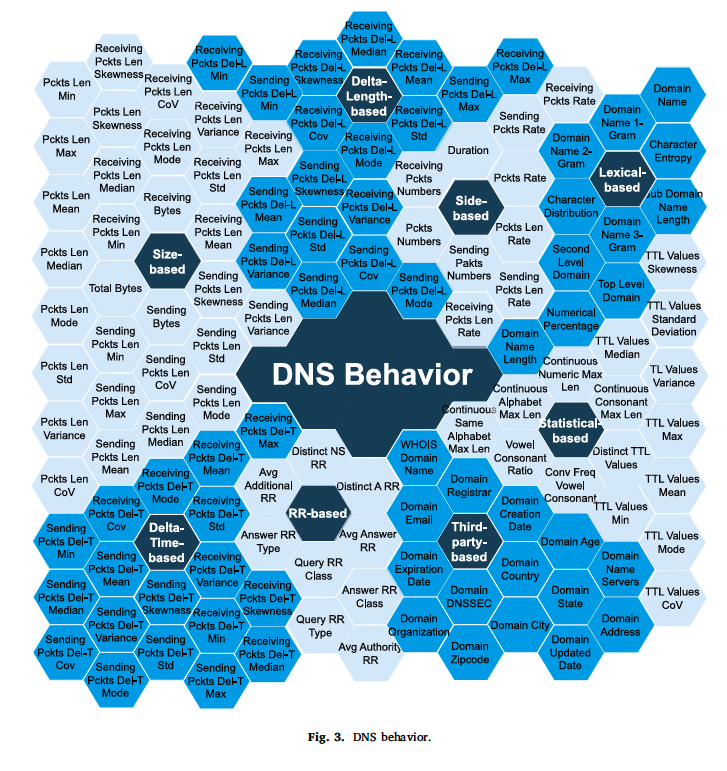 Receiving
Pckts Del-L
Median
Receiving
Pckts Len
Skewness
Receiving
Pckts Del-L
Min
Receiving
Pckts Del-L
Skewness
Receiving
Pckts Del-L
Mean
Receiving
Pckts Del-L
Max
Pckts Len
Min
Receiving
Pckts Len
CoV
Sending
Pckts Del-L
Min
Delta-
Length-
based
Sending
Pckts Del-L
Max
Receiving
Pckts Rate
Domain
Name
Pckts Len
Skewness
Receiving
Pckts Len
Variance
Receiving
Pckts Del-L
Cov
Receiving
Pckts Del-L
Std
Sending
Pckts Rate
Domain
Name 1-
Gram
Pckts Len
Max
Receiving
Pckts Len
Mode
Receiving
Pckts Len
Max
Receiving
Pckts Del-L
Mode
Duration
Domain
Name 2-
Gram
Character
Entropy
Receiving
Pckts Len
Median
Receiving
Pckts Len
Std
Sending
Pckts Del-L
Skewness
Receiving
Pckts
Numbers
Pckts Rate
Lexical-
based
Pckts Len
Mean
Receiving
Bytes
Sending
Pckts Del-L
Mean
Receiving
Pckts Del-L
Variance
Side-
based
Character
Distribution
Sub Domain
Name
Length
Receiving
Pckts Len
Min
Receiving
Pckts Len
Mean
Sending
Pckts Del-L
Std
Pckts
Numbers
Pckts Len
Rate
Domain
Name 3-
Gram
Pckts Len
Median
Size-
based
Sending
Pckts Del-L
Variance
Sending
Pckts Del-L
Cov
Sending
Pakts
Numbers
Second
Level
Domain
TTL Values
Skewness
Total Bytes
Sending
Pckts Len
Skewness
Sending
Pckts Del-L
Median
Sending
Pckts Del-L
Mode
Sending
Pckts Len
Rate
Top Level
Domain
Pckts Len
Mode
Sending
Bytes
Sending
Pckts Len
Variance
Receiving
Pckts Len
Rate
Numerical
Percentage
TTL Values
Standard
Deviation
Sending
Pckts Len
Min
Sending
Pckts Len
Std
DNS Behavior
Domain
Name
Length
TTL Values
Median
Pckts Len
Std
Sending
Pckts Len
CoV
Continuous
Numeric Max
Len
TL Values
Variance
Sending
Pckts Len
Max
Sending
Pckts Len
Mode
Continuous
Alphabet
Max Len
Continuous
Consonant
Max Len
Pckts Len
Variance
Sending
Pckts Len
Median
Receiving
Pckts Del-T
Max
Continuous
Same
Alphabet
Max Len
Statistical-
based
TTL Values
Max
Sending
Pckts Len
Mean
Receiving
Pckts Del-T
Mean
Distinct NS
RR
WHOIS
Domain
Name
Vowel
Consonant
Ratio
Distinct TTL
Values
Pckts Len
CoV
Receiving
Pckts Del-T
Mode
Avg
Additional
RR
Distinct A RR
Domain
Registrar
Conv Freq
Vowel
Consonant
TTL Values
Mean
Receiving
Pckts Del-T
Cov
Receiving
Pckts Del-T
Std
RR-based
Domain
Email
Domain
Creation
Date
TTL Values
Min
Sending
Pckts Del-T
Min
Delta-
Time-
based
Answer RR
Type
Avg Answer
RR
Third-
party-
based
Domain Age
TTL Values
Mode
Sending
Pckts Del-T
Mean
Receiving
Pckts Del-T
Variance
Query RR
Class
Domain
Expiration
Date
Domain
Country
Domain
Name
Servers
Sending
Pckts Del-T
Median
Sending
Pckts Del-T
Skewness
Receiving
Pckts Del-T
Skewness
Answer RR
Class
Domain
DNSSEC
Domain
State
TTL Values
CoV
Sending
Pckts Del-T
Variance
Receiving
Pckts Del-T
Min
Query RR
Type
Domain
Organization
Domain City
Domain
Address
Sending
Pckts Del-T
Cov
Sending
Pckts Del-T
Std
Receiving
Pckts Del-T
Median
Avg Authority
RR
Domain
Zipcode
Domain
Updated
Date
Sending
Pckts Del-T
Mode
Sending
Pckts Del-T
Max
Fig. 3. DNS behavior.